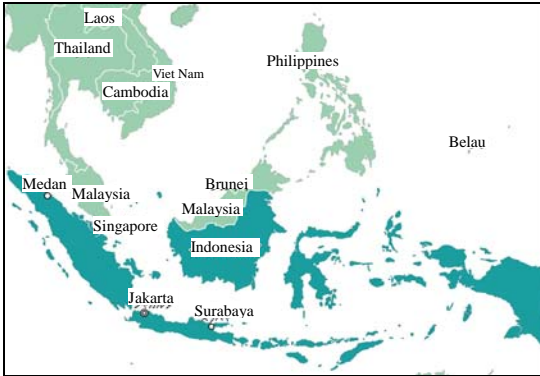 Laos
Thailand
Viet Nam
Cambodia
Philippines
Belau
Medan
Malaysia
Brunei
Malaysia
Singapore
Indonesia
Jakarta
Surabaya